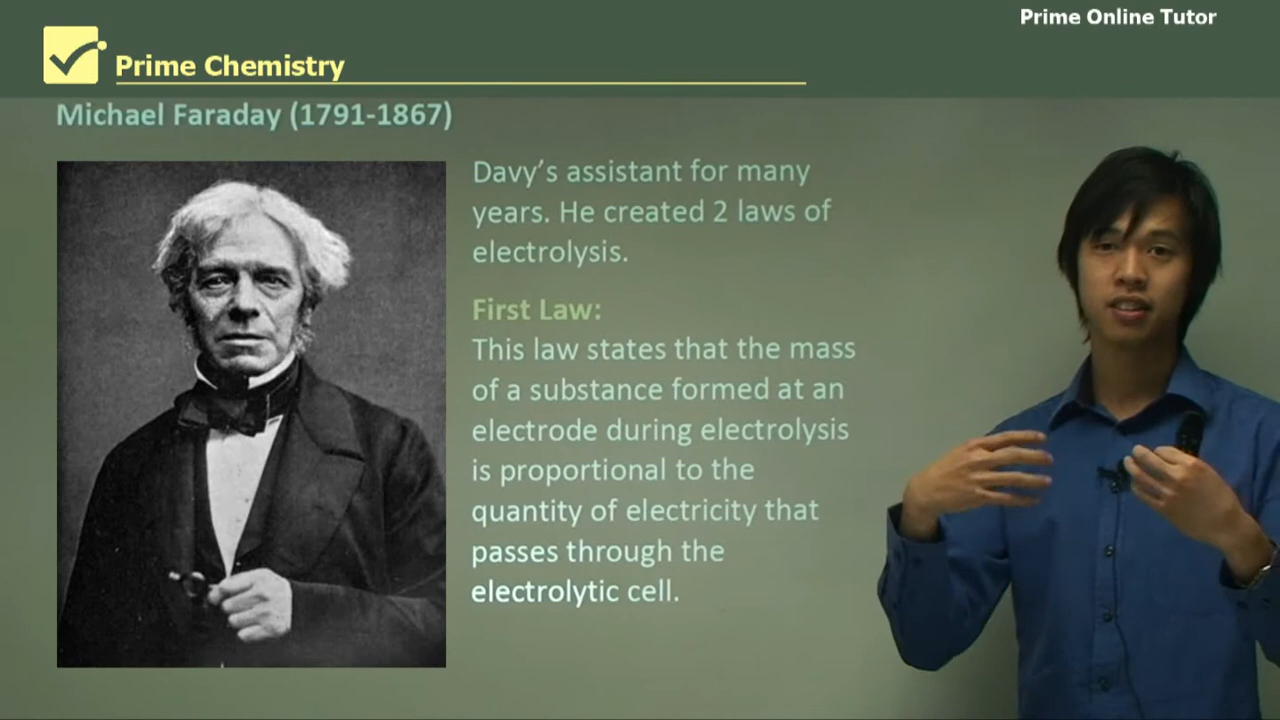 Prime Online Tutor
Prime Chemistry
Michael Faraday (1791-1867)
Davy's assistant for many
years. He created 2 laws of
electrolysis.
First Law:
This law states that the mass
of a substance formed at an
electrode during electrolysis
is proportional to the
quantity of electricity that
passes through the
electrolytic cell.